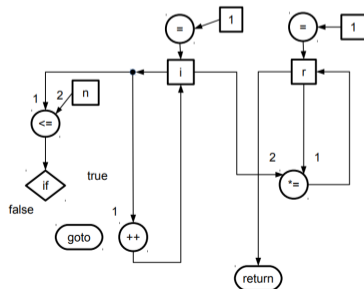 = 1 = 1
i r
1 2 n
<=
2 1
if true
*=
false
1
goto ++
return